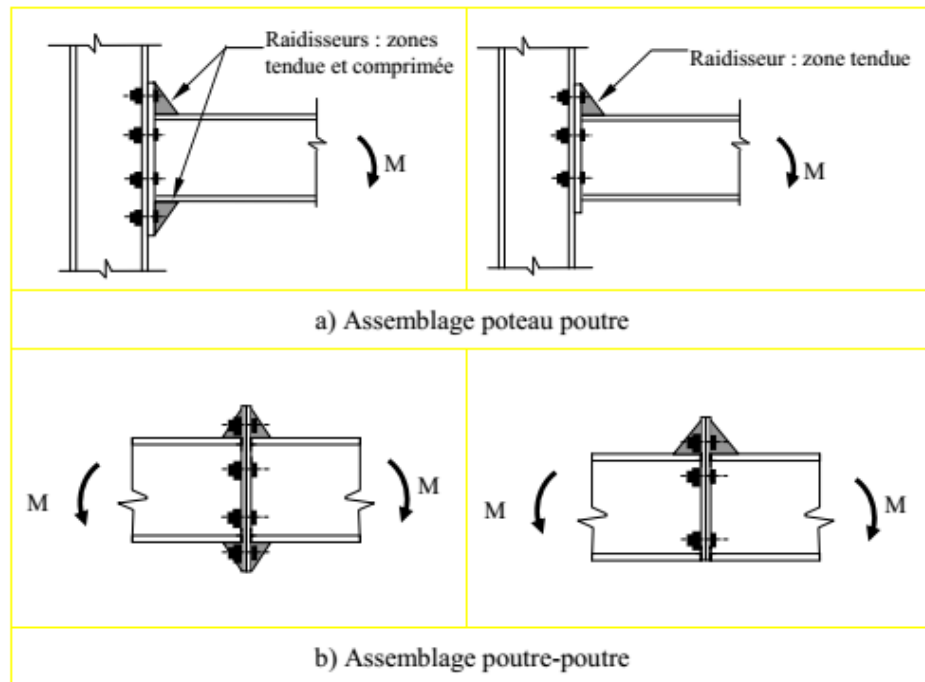 Raidisseurs : zones
tendue et comprimée
M
Raidisseur : zone tendue
M
a) Assemblage poteau poutre
M
M
M
M
b) Assemblage poutre-poutre